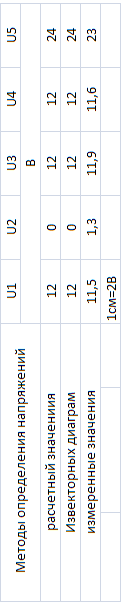 Методы определения напряжений U1 U2 U3 U4 U5
В
расчетный значениия 12 0 12 12 24
Извекторных диаграм 12 0 12 12 24
измеренные значения 11,5 1,3 11,9 11,6 23
1см=2В